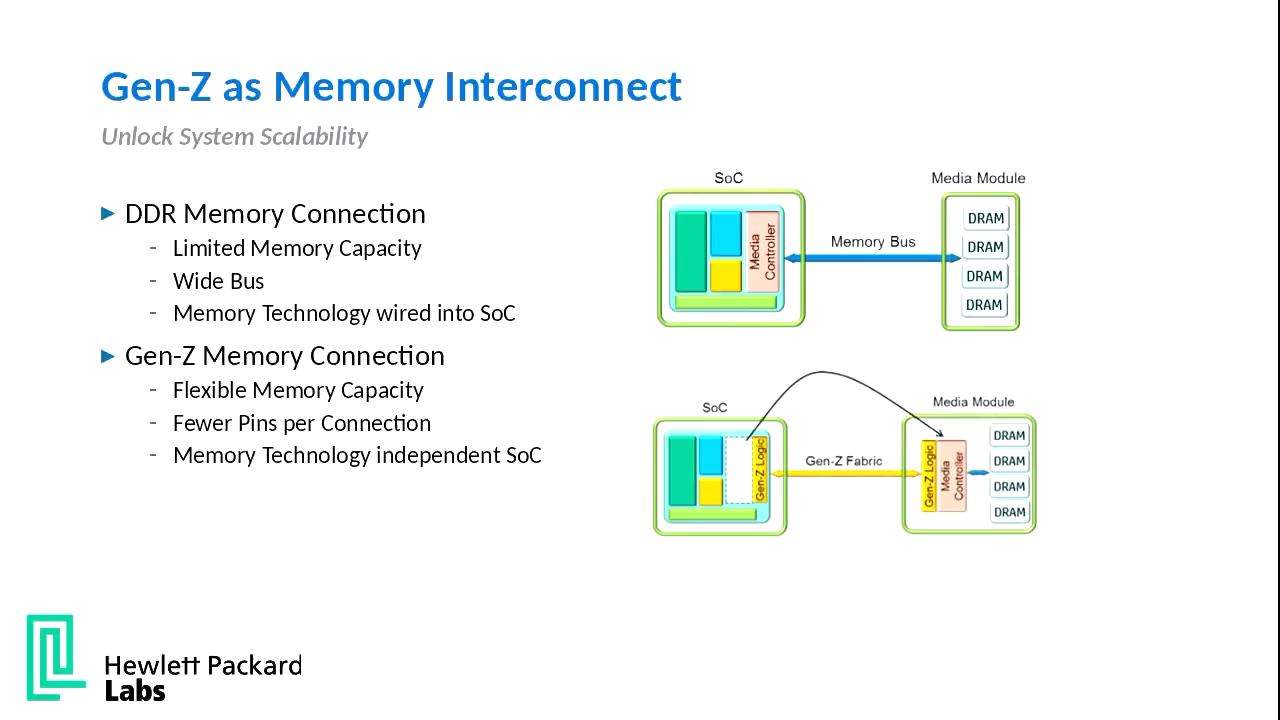 Gen-Z as Memory Interconnect
Unlock System Scalability
DDR Memory Connection
- Limited Memory Capacity
- Wide Bus
- Memory Technology wired into SoC
Gen-Z Memory Connection
- Flexible Memory Capacity
- Fewer Pins per Connection
- Memory Technology independent SoC
SoC
Media Module
Media
Controller
Memory Bus
DRAM
DRAM
DRAM
DRAM
SoC
Media Module
Gen-Z Logic
Gen-Z Fabric
Gen-Z Logic
Media
Controller
DRAM
DRAM
DRAM
DRAM
Hewlett Packard
Labs